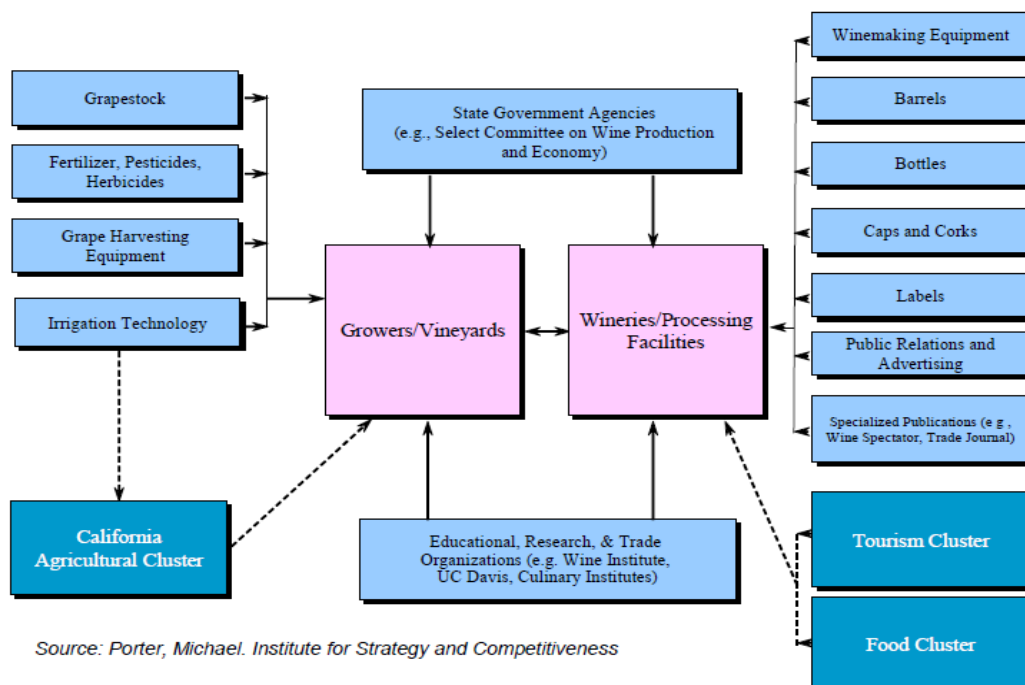 Grapestock
Fertilizer, Pesticides,
Herbicides
Grape Harvesting
Equipment
Irrigation Technology
State Government Agencies
(e.g., Select Committee on Wine Production
and Economy)
Growers/Vineyards
Wineries/Processing
Facilities
Winemaking Equipment
Barrels
Bottles
Caps and Corks
Labels
Public Relations and
Advertising
Specialized Publications (e g ,
Wine Spectator, Trade Journal)
California
Agricultural Cluster
Educational, Research, & Trade
Organizations (e.g. Wine Institute,
UC Davis, Culinary Institutes)
Tourism Cluster
Food Cluster
Source: Porter, Michael. Institute for Strategy and Competitiveness